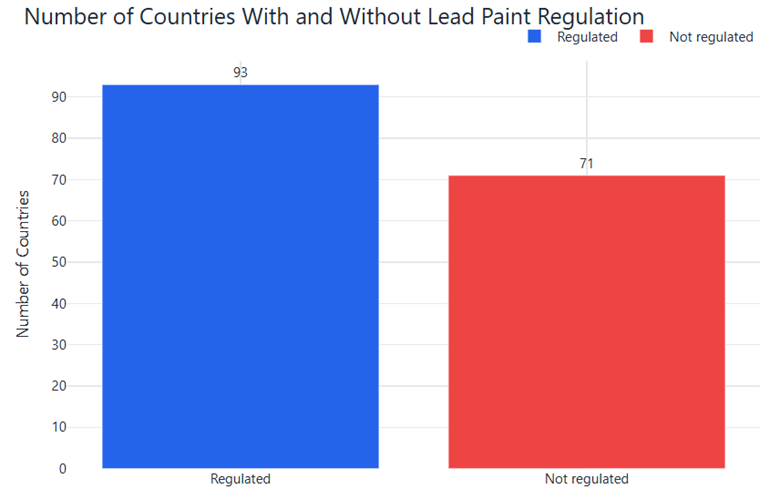 Number of Countries With and Without Lead Paint Regulation
Regulated
Not regulated
93
71
90
80
70
60
50
40
30
20
10
0
Number of Countries
Regulated
Not regulated